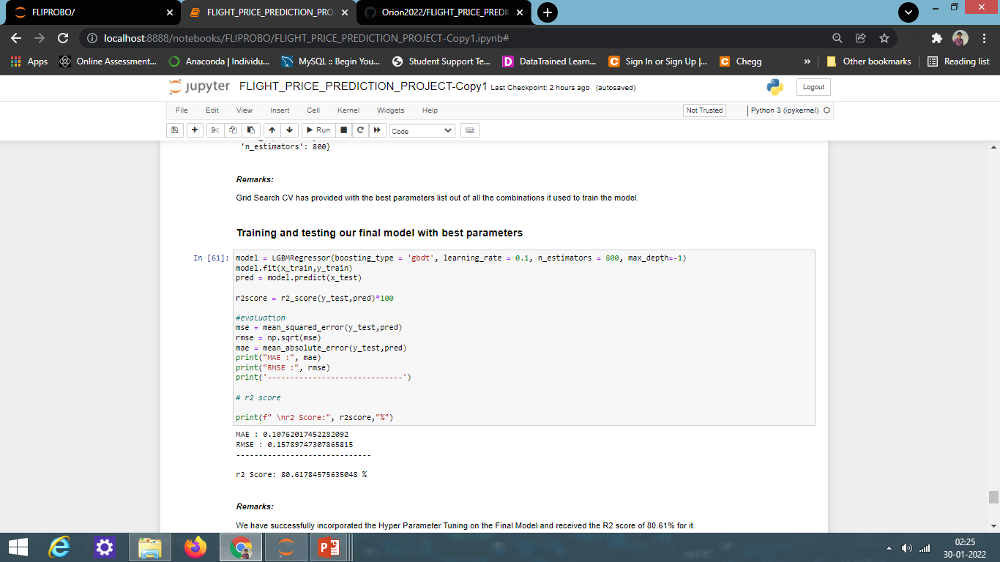 FLIPROBO/
FLIGHT_PRICE_PREDICTION_PRO
Orion2022/FLIGHT_PRICE_PREDI
localhost:8888/notebooks/FLIPROBO/FLIGHT_PRICE_PREDICTION_PROJECT-Copy1.ipynb#
Apps Online Assessment... Anaconda | Individu... MySQL :: Begin You... Student Support Te... D DataTrained Learn... C Sign In or Sign Up |... C Chegg » Other bookmarks Reading list
jupyter FLIGHT_PRICE_PREDICTION_PROJECT-Copy1 Last Checkpoint: 2 hours ago (autosaved) Logout
File Edit View Insert Cell Kernel Widgets Help Not Trusted Python 3 (ipykernel)
Run Code
'n_estimators': 800}
Remarks:
Grid Search CV has provided with the best parameters list out of all the combinations it used to train the model.
Training and testing our final model with best parameters
In [61]: model = LGBMRegressor(boosting_type = 'gbdt', learning_rate = 0.1, n_estimators = 800, max_depth=-1)
model.fit(x_train,y_train)
pred = model.predict(x_test)
r2score = r2_score(y_test,pred)*100
#evaluation
mse = mean_squared_error(y_test,pred)
rmse = np.sqrt(mse)
mae = mean_absolute_error(y_test,pred)
print("MAE :", mae)
print("RMSE :", rmse)
print('------------------------------')
# r2 score
print(f" \nr2 Score:", r2score,"%")
MAE : 0.10762017452282092
RMSE : 0.15789747307865815
------------------------------
r2 Score: 80.61784575635048 %
Remarks:
We have successfully incorporated the Hyper Parameter Tuning on the Final Model and received the R2 score of 80.61% for it.
02:25
30-01-2022